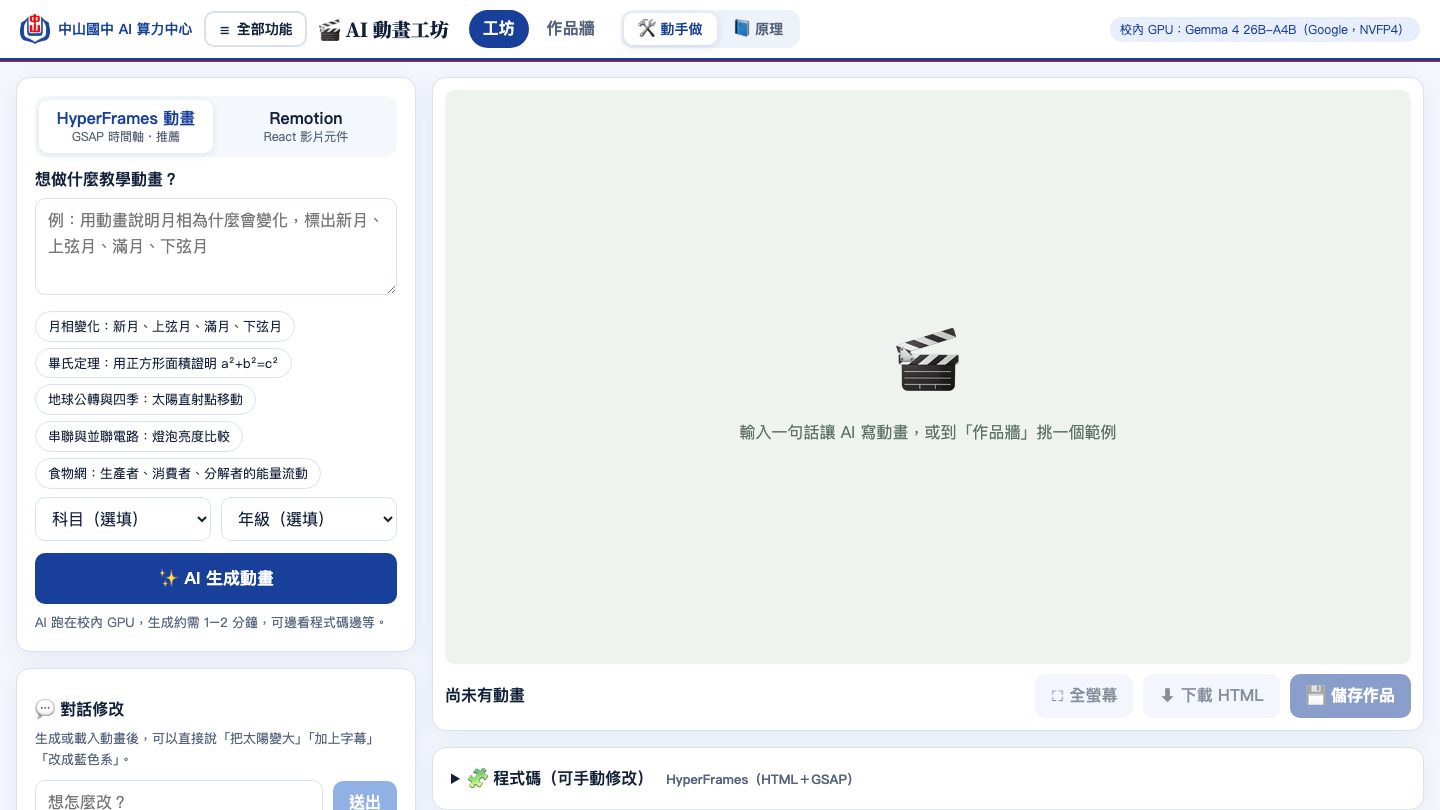 中山國中 AI 算力中心
≡ 全部功能
🎬 AI 動畫工坊
工坊
作品牆
🛠️ 動手做
📘 原理
校內 GPU：Gemma 4 26B-A4B（Google，NVFP4）
HyperFrames 動畫
GSAP 時間軸・推薦
Remotion
React 影片元件
想做什麼教學動畫？
例：用動畫說明月相為什麼會變化，標出新月、
上弦月、滿月、下弦月
月相變化：新月、上弦月、滿月、下弦月
畢氏定理：用正方形面積證明 a²+b²=c²
地球公轉與四季：太陽直射點移動
串聯與並聯電路：燈泡亮度比較
食物網：生產者、消費者、分解者的能量流動
科目（選填）
年級（選填）
✨ AI 生成動畫
AI 跑在校內 GPU，生成約需 1–2 分鐘，可邊看程式碼邊等。
💬 對話修改
生成或載入動畫後，可以直接說「把太陽變大」「加上字幕」
「改成藍色系」。
想怎麼改？
送出
輸入一句話讓 AI 寫動畫，或到「作品牆」挑一個範例
尚未有動畫
⛶ 全螢幕
⬇ 下載 HTML
💾 儲存作品
▶ 🧩 程式碼（可手動修改）
HyperFrames（HTML＋GSAP）